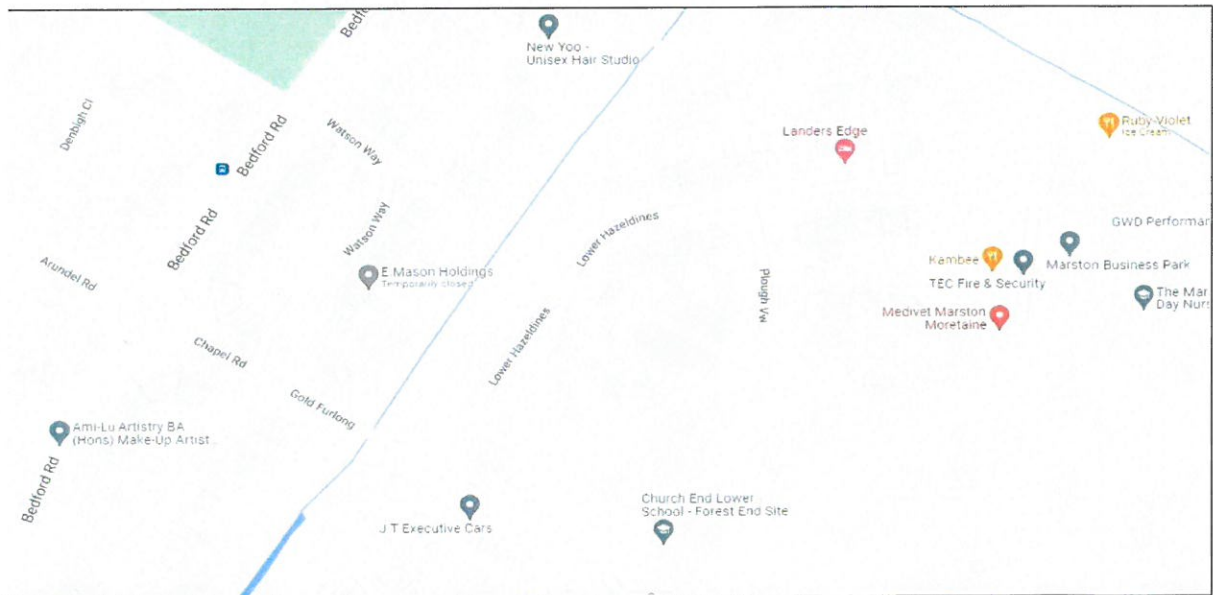 Bedford Rd
New Yoo -
Unisex Hair Studio
Denbigh Cl
Bedford Rd
Watson Way
Landers Edge
Ruby-Violet
Ice Cream
Bedford Rd
Watson Way
Lower Hazeldines
GWD Performan
Arundel Rd
E Mason Holdings
Temporarily closed
Plough Vw
Kambee
Marston Business Park
TEC Fire & Security
The Mar
Day Nurs
Medivet Marston
Moretaine
Chapel Rd
Lower Hazeldines
Gold Furlong
Ami-Lu Artistry BA
(Hons) Make-Up Artist...
Bedford Rd
J T Executive Cars
Church End Lower
School - Forest End Site